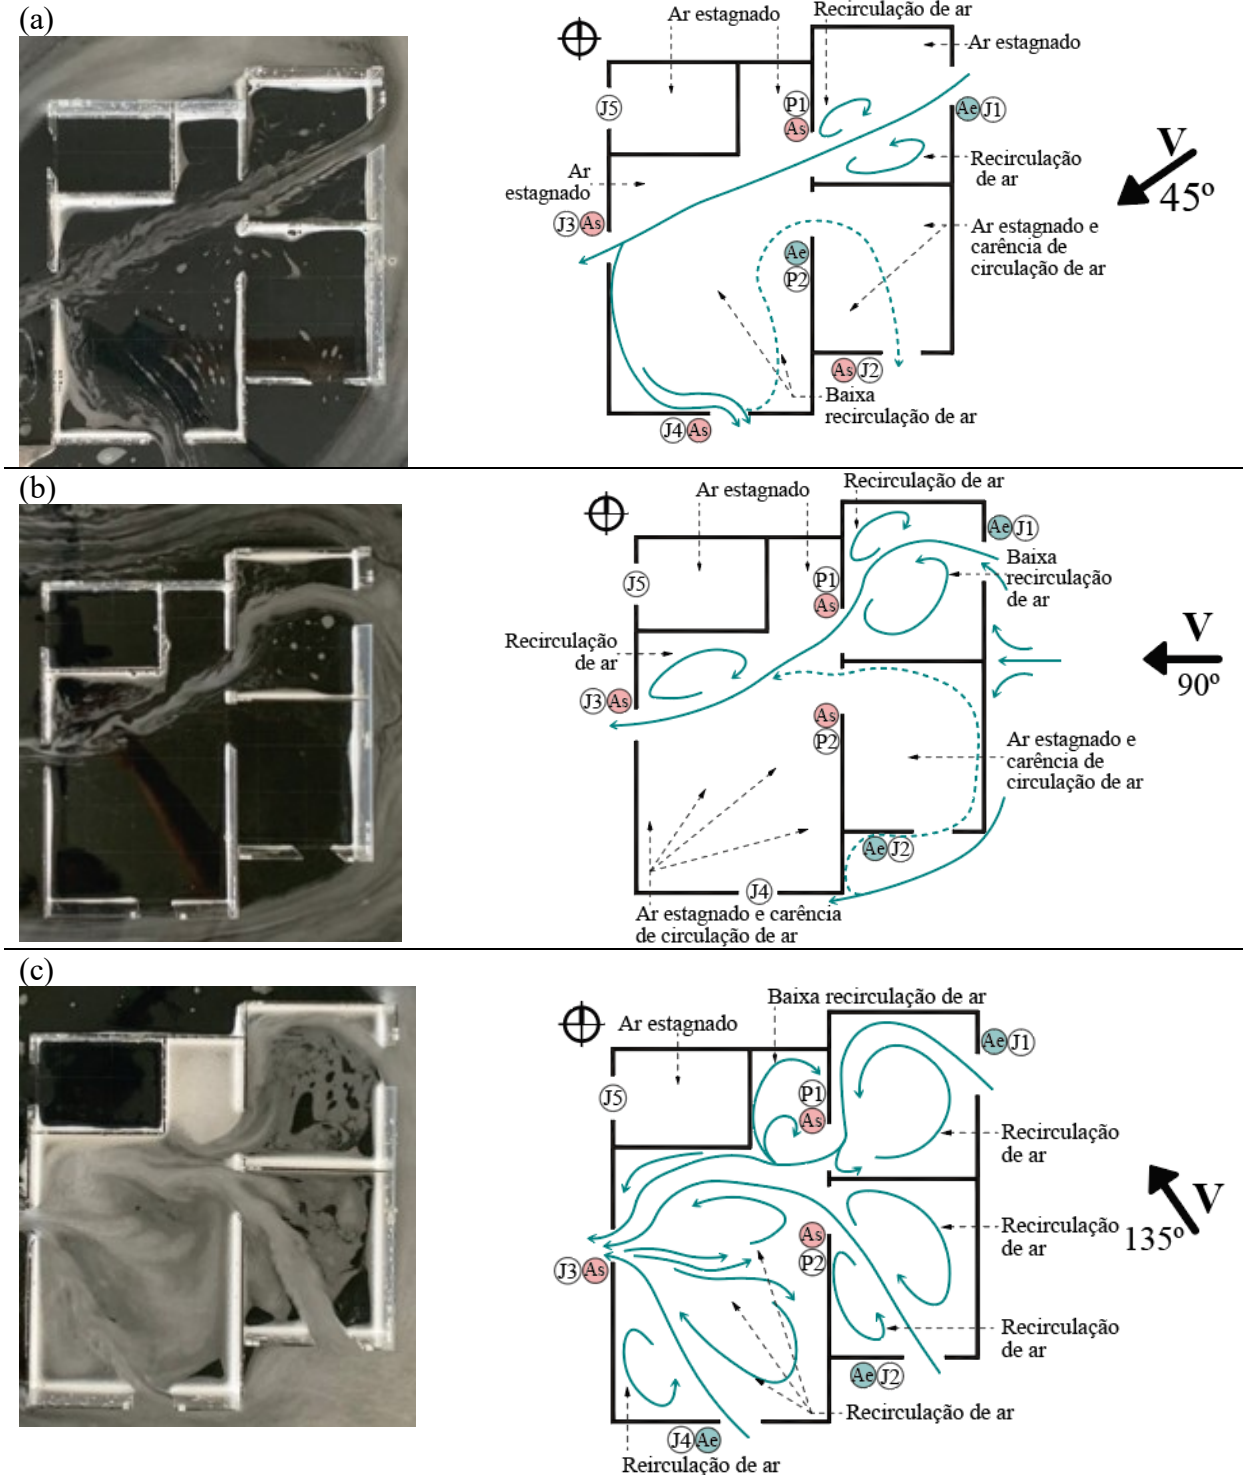 (a)
Ar estagnado
Recirculação de ar
Ar estagnado
J5
P1
As
Ae J1
V
45º
Recirculação
de ar
Ar
estagnado
J3 As
Ar estagnado e
carência de
circulação de ar
Ae
P2
As J2
Baixa
recirculação de ar
J4 As
(b)
Ar estagnado
Recirculação de ar
Ae J1
Baixa
recirculação
de ar
J5
P1
As
Recirculação
de ar
V
90º
J3 As
As
P2
Ar estagnado e
carência de
circulação de ar
Ae J2
J4
Ar estagnado e carência
de circulação de ar
(c)
Baixa recirculação de ar
Ar estagnado
Ae J1
J5
P1
As
Recirculação
de ar
V
135º
Recirculação
de ar
As
P2
J3 As
Recirculação
de ar
Ae J2
Recirculação de ar
J4 Ae
Reirculação de ar